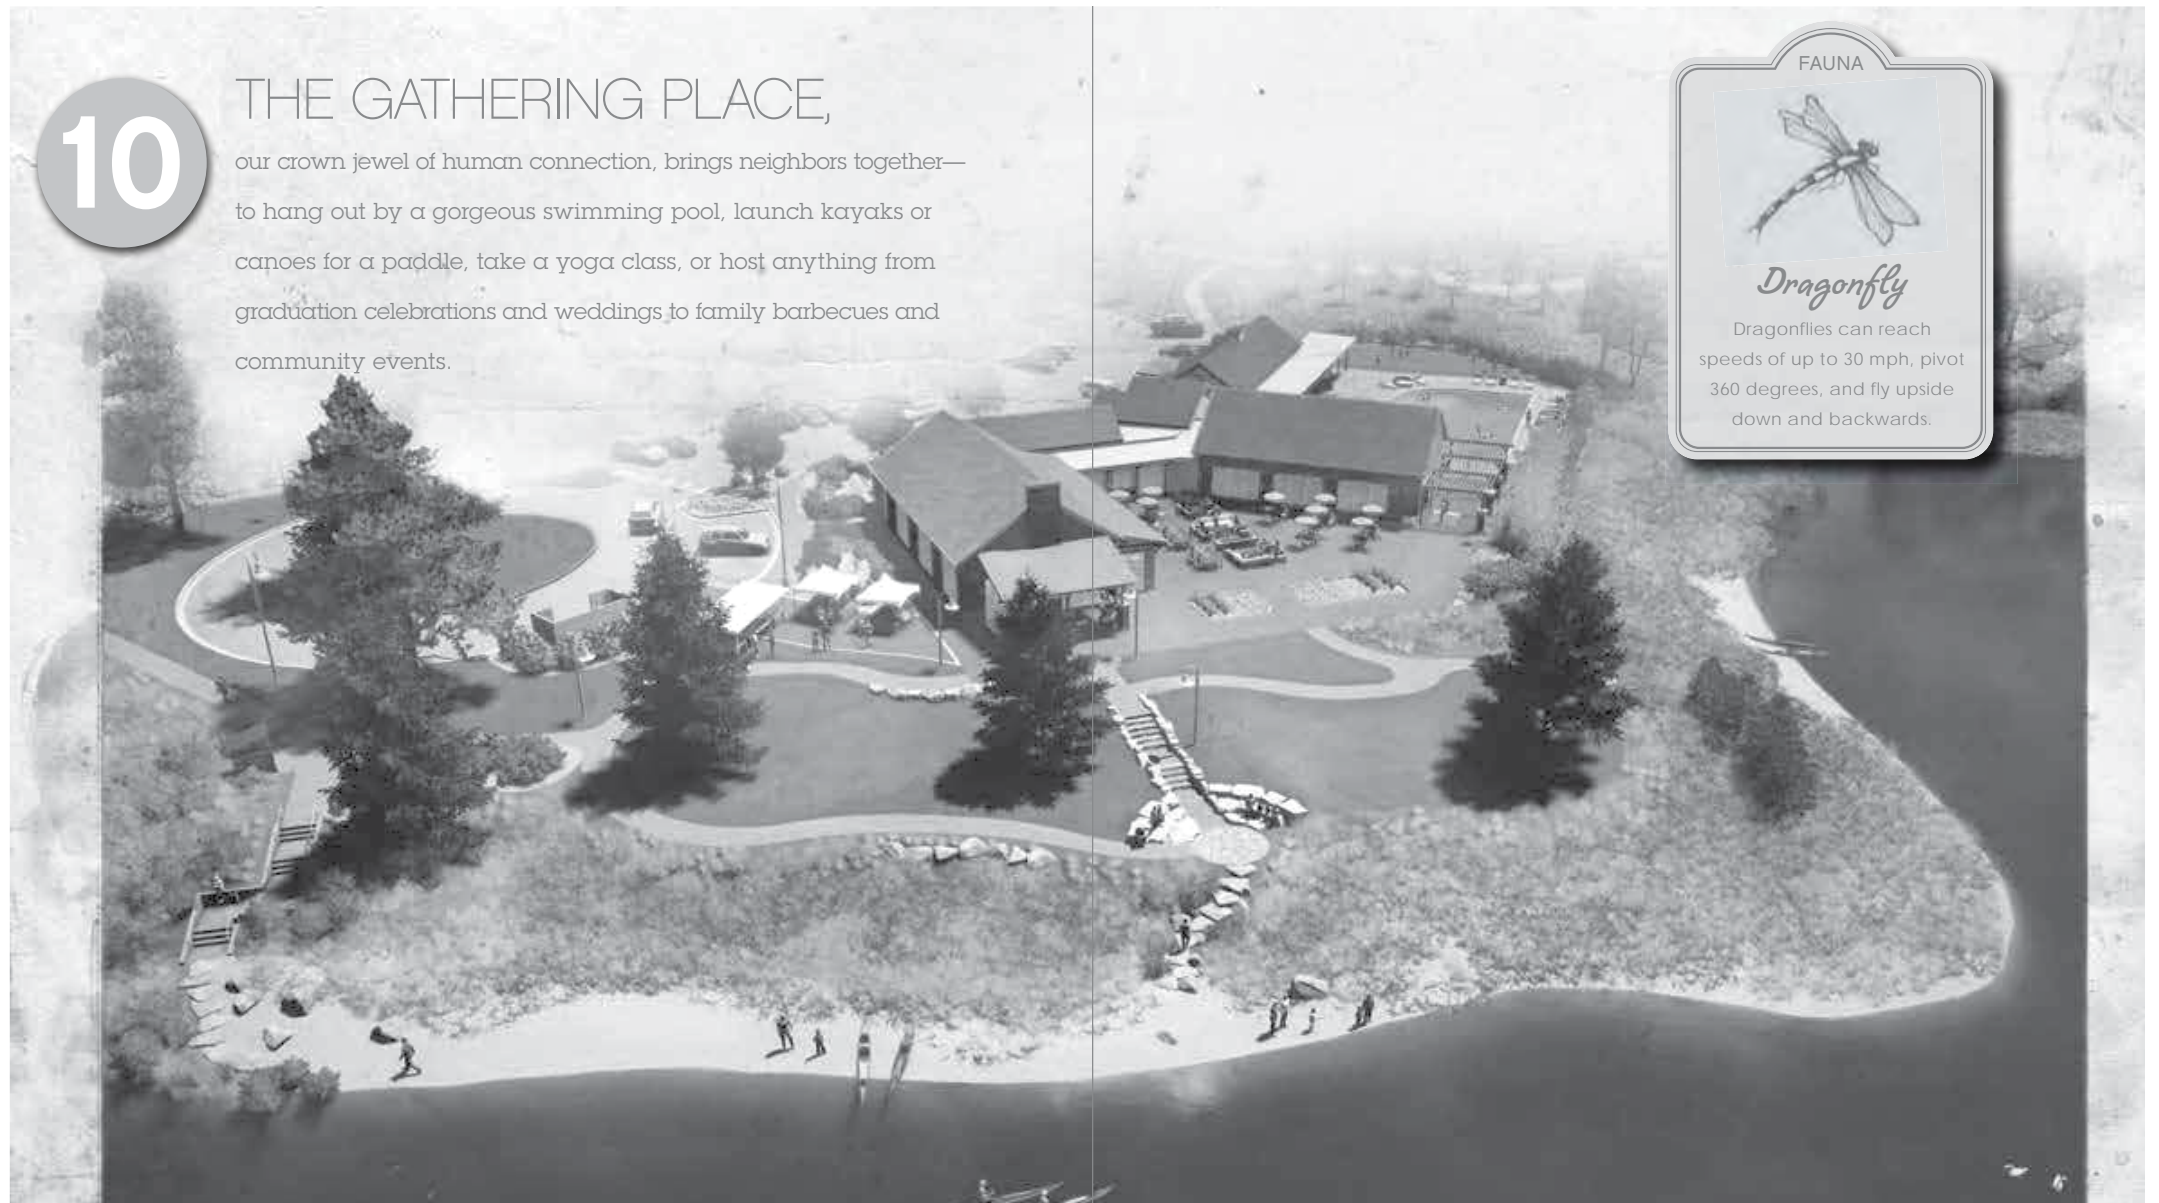 10
THE GATHERING PLACE,
our crown jewel of human connection, brings neighbors together—
to hang out by a gorgeous swimming pool, launch kayaks or
canoes for a paddle, take a yoga class, or host anything from
graduation celebrations and weddings to family barbecues and
community events.
FAUNA
Dragonfly
Dragonflies can reach
speeds of up to 30 mph, pivot
360 degrees, and fly upside
down and backwards.